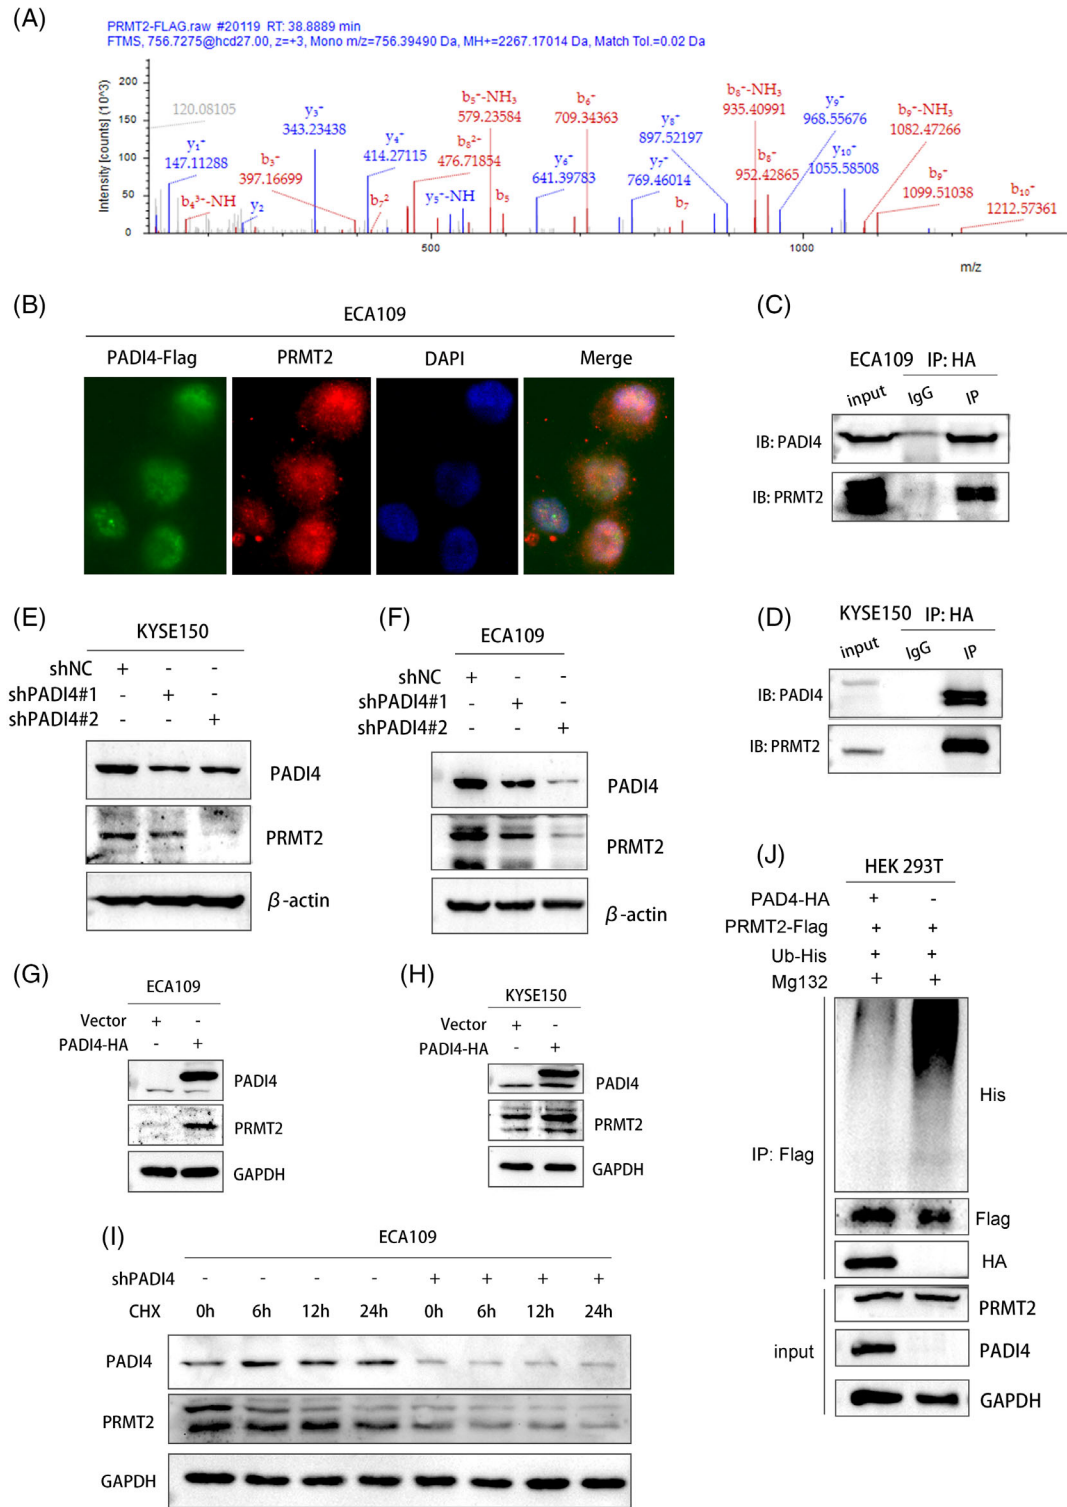 (A)
PRMT2-FLAG.raw #20119 RT: 38.8889 min
FTMS, 756.7275@hcd27.00, z=+3, Mono m/z=756.39490 Da, MH+=2267.17014 Da, Match Tol.=0.02 Da
Intensity [counts] (10^3)
200
150
100
50
0
500
1000
m/z
120.08105
y₁⁻
147.11288
b₄³⁻-NH
y₂
b₃⁻
397.16699
y₃⁻
343.23438
b₇²
y₄⁻
414.27115
b₈²⁻
476.71854
y₅⁻-NH
b₅⁻-NH₃
579.23584
b₅
b₆⁻
709.34363
y₆⁻
641.39783
y₇⁻
769.46014
b₇
y₈⁻
897.52197
b₈⁻-NH₃
935.40991
b₈⁻
952.42865
y₉⁻
968.55676
y₁₀⁻
1055.58508
b₉⁻-NH₃
1082.47266
b₉⁻
1099.51038
b₁₀⁻
1212.57361
(B)
ECA109
PADI4-Flag PRMT2 DAPI Merge
(C)
ECA109 IP: HA
input IgG IP
IB: PADI4
IB: PRMT2
(D)
KYSE150 IP: HA
input IgG IP
IB: PADI4
IB: PRMT2
(E)
KYSE150
shNC + - -
shPADI4#1 - + -
shPADI4#2 - - +
PADI4
PRMT2
β-actin
(F)
ECA109
shNC + - -
shPADI4#1 - + -
shPADI4#2 - - +
PADI4
PRMT2
β-actin
(G)
ECA109
Vector + -
PADI4-HA - +
PADI4
PRMT2
GAPDH
(H)
KYSE150
Vector + -
PADI4-HA - +
PADI4
PRMT2
GAPDH
(I)
ECA109
shPADI4 - - - - + + + +
CHX 0h 6h 12h 24h 0h 6h 12h 24h
PADI4
PRMT2
GAPDH
(J)
HEK 293T
PAD4-HA + -
PRMT2-Flag + +
Ub-His + +
Mg132 + +
IP: Flag
His
Flag
HA
input
PRMT2
PADI4
GAPDH